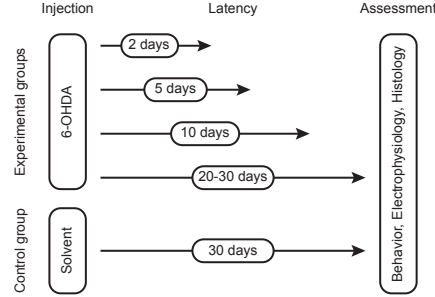 Injection Latency Assessment
Experimental groups
6-OHDA
2 days
5 days
10 days
20-30 days
Control group
Solvent
30 days
Behavior, Electrophysiology, Histology